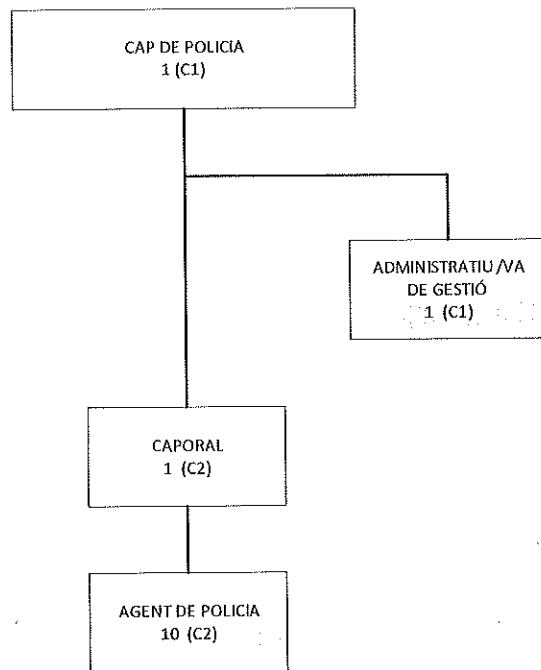 CAP DE POLICIA
1 (C1)
ADMINISTRATIU/VA
DE GESTIÓ
1 (C1)
CAPORAL
1 (C2)
AGENT DE POLICIA
10 (C2)